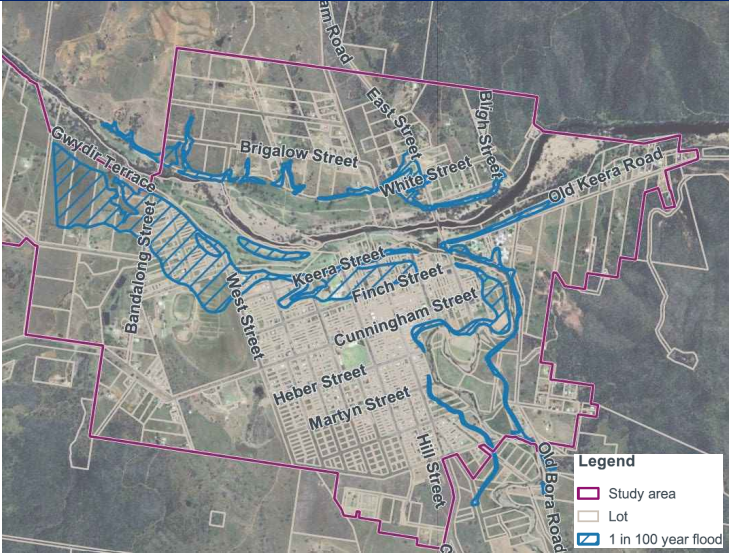 am Road
East Street
Bligh Street
Gwydir Terrace
Brigalow Street
White Street
Old Keera Road
Bandalong Street
Keera Street
West Street
Finch Street
Cunningham Street
Heber Street
Martyn Street
Hill Street
Old Bora Road
Legend
Study area
Lot
1 in 100 year flood